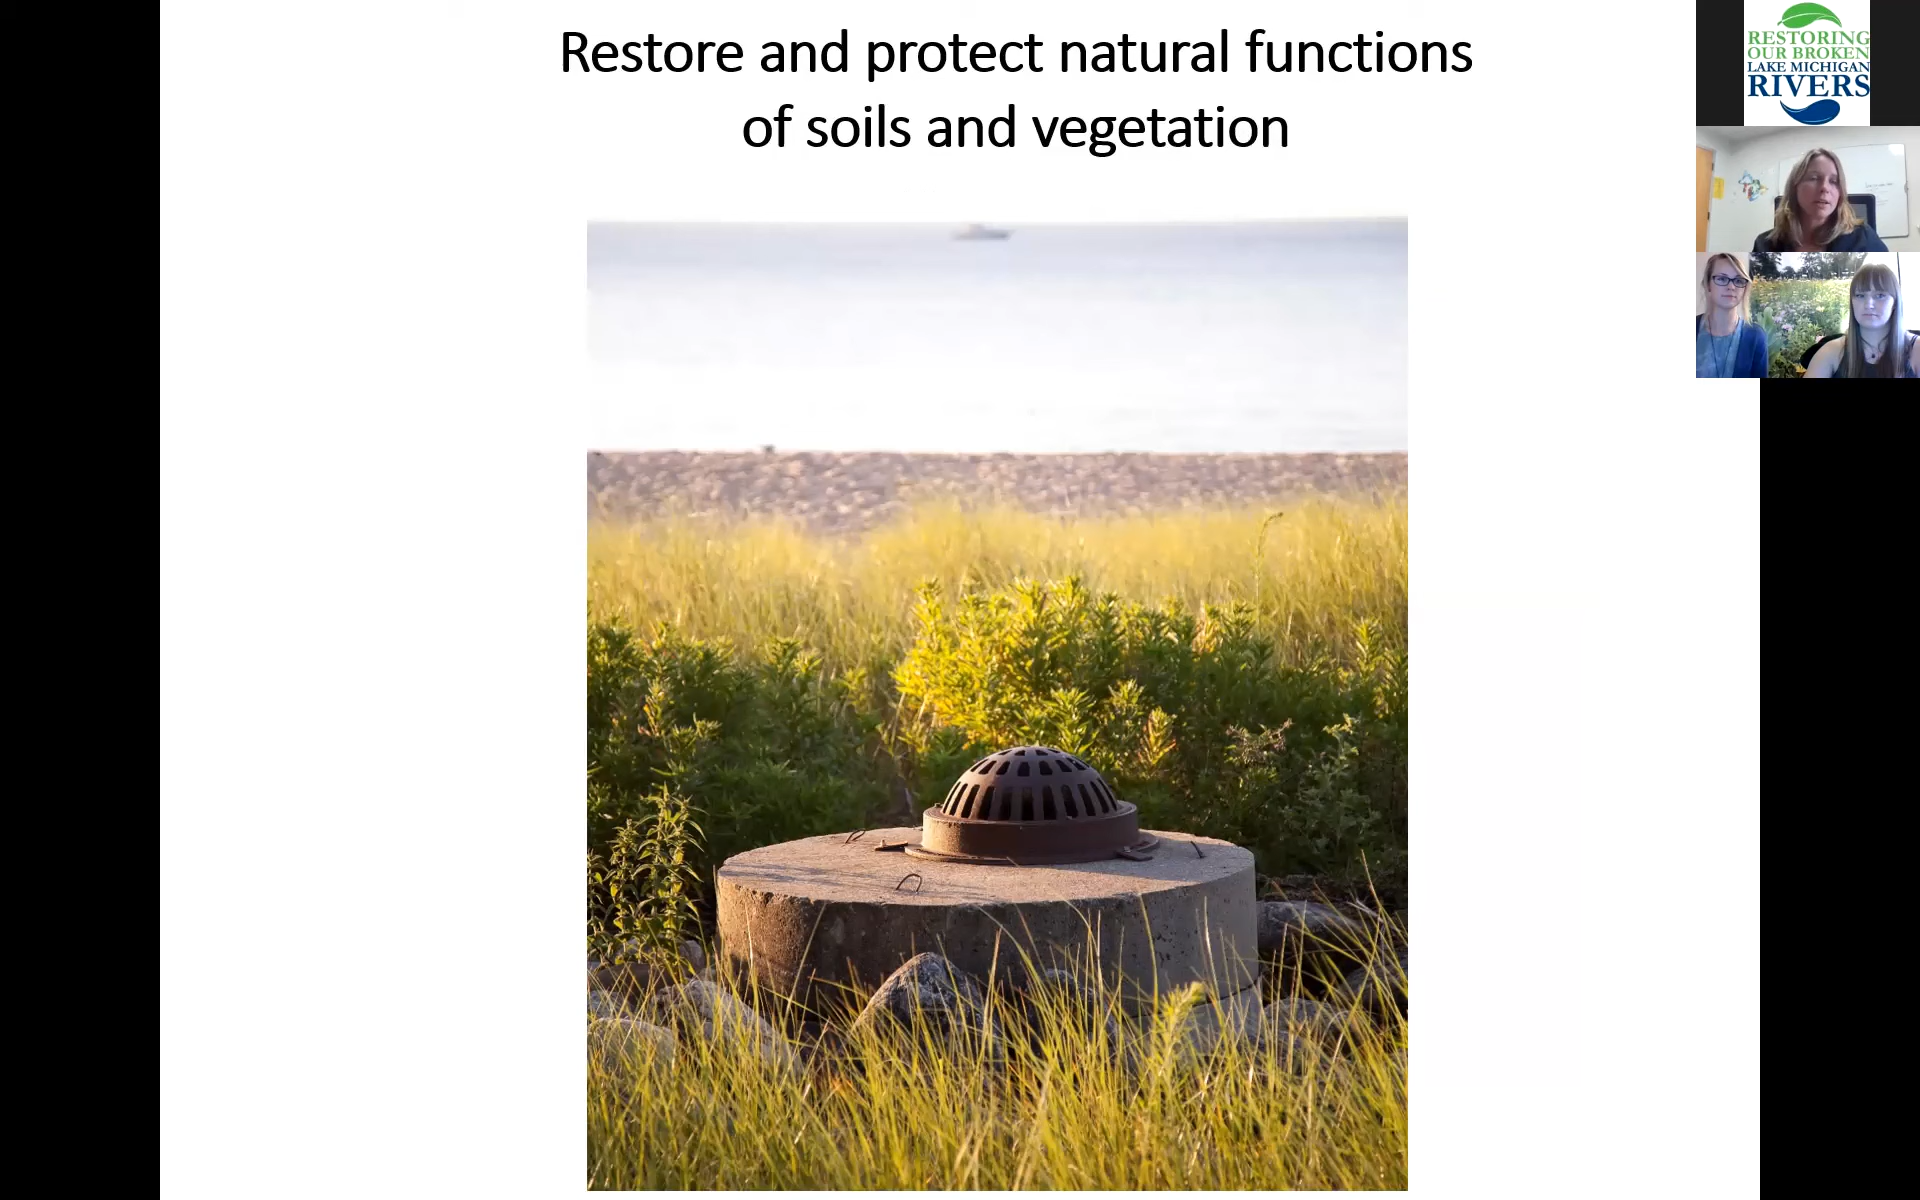 Restore and protect natural functions
of soils and vegetation
RESTORING
OUR BROKEN
LAKE MICHIGAN
RIVERS